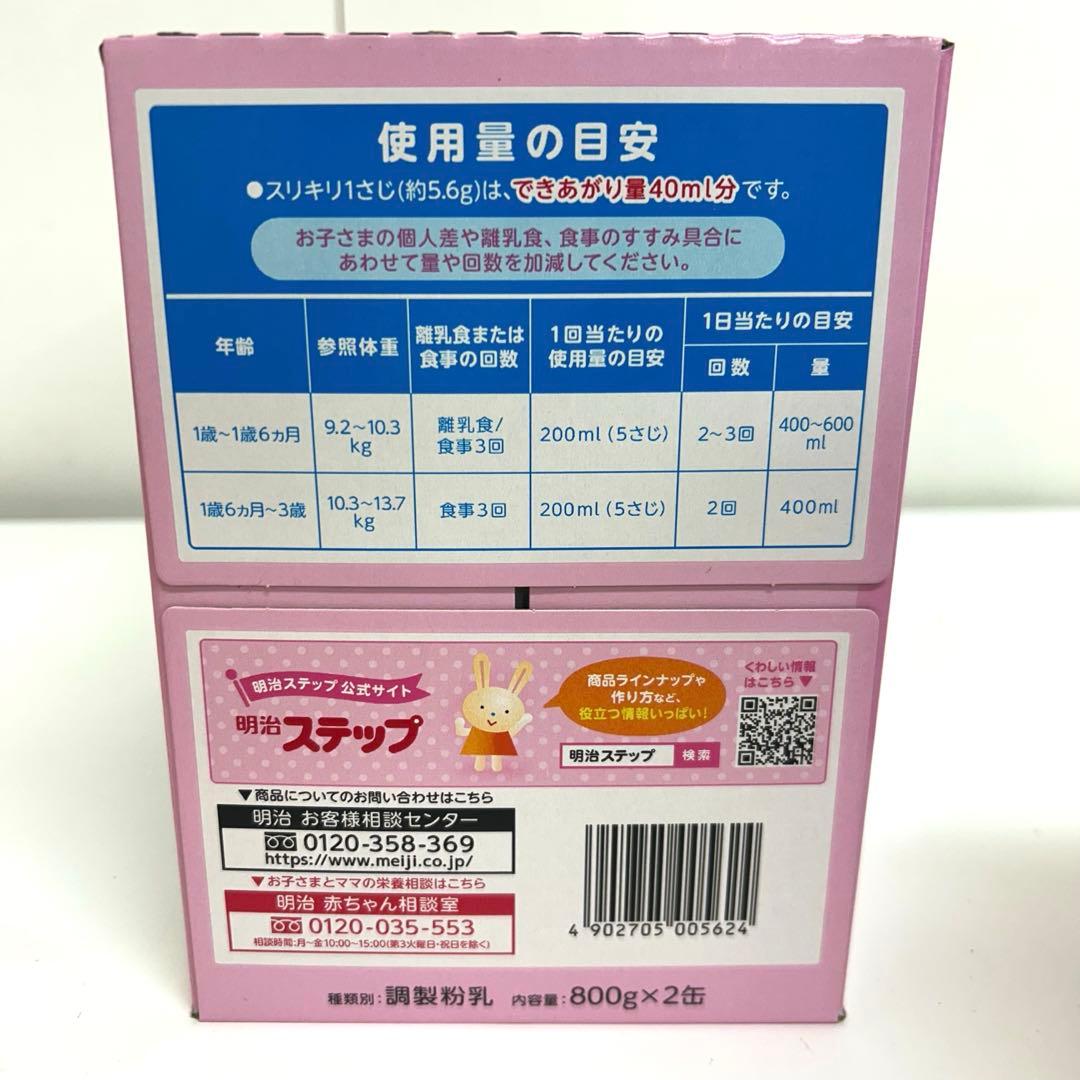 使用量の目安
●スリキリ1さじ(約5.6g)は、できあがり量40ml分です。
お子さまの個人差や離乳食、食事のすすみ具合に
あわせて量や回数を加減してください。
年齢
参照体重
離乳食または
食事の回数
1回当たりの
使用量の目安
1日当たりの目安
回数
量
1歳～1歳6ヵ月
9.2～10.3
kg
離乳食/
食事3回
200ml(5さじ)
2～3回
400～600
ml
1歳6ヵ月～3歳
10.3～13.7
kg
食事3回
200ml(5さじ)
2回
400ml
明治ステップ 公式サイト
明治 ステップ
商品ラインナップや
作り方など、
役立つ情報いっぱい!
明治ステップ 検索
くわしい情報
はこちら▼
▼商品についてのお問い合わせはこちら
明治 お客様相談センター
0120-358-369
https://www.meiji.co.jp/
▼お子さまとママの栄養相談はこちら
明治 赤ちゃん相談室
0120-035-553
相談時間:月～金10:00～15:00(第3火曜日・祝日を除く)
4 902705 005624
種類別:調製粉乳 内容量:800g×2缶